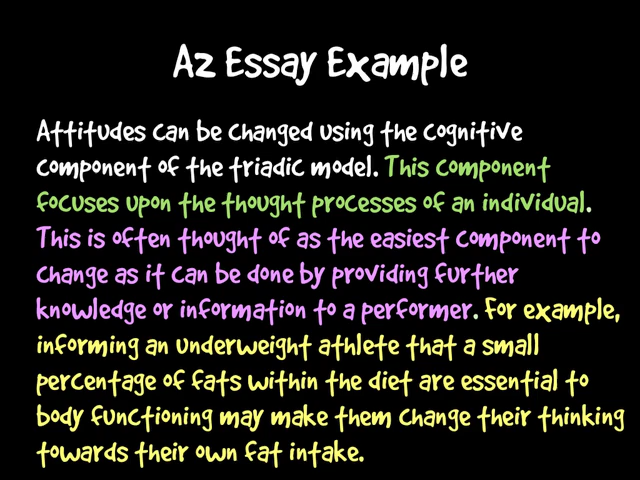 A2 Essay Example
Attitudes can be changed using the cognitive
component of the triadic model. This component
focuses upon the thought processes of an individual.
This is often thought of as the easiest component to
change as it can be done by providing further
knowledge or information to a performer. For example,
informing an underweight athlete that a small
percentage of fats within the diet are essential to
body functioning may make them change their thinking
towards their own fat intake.